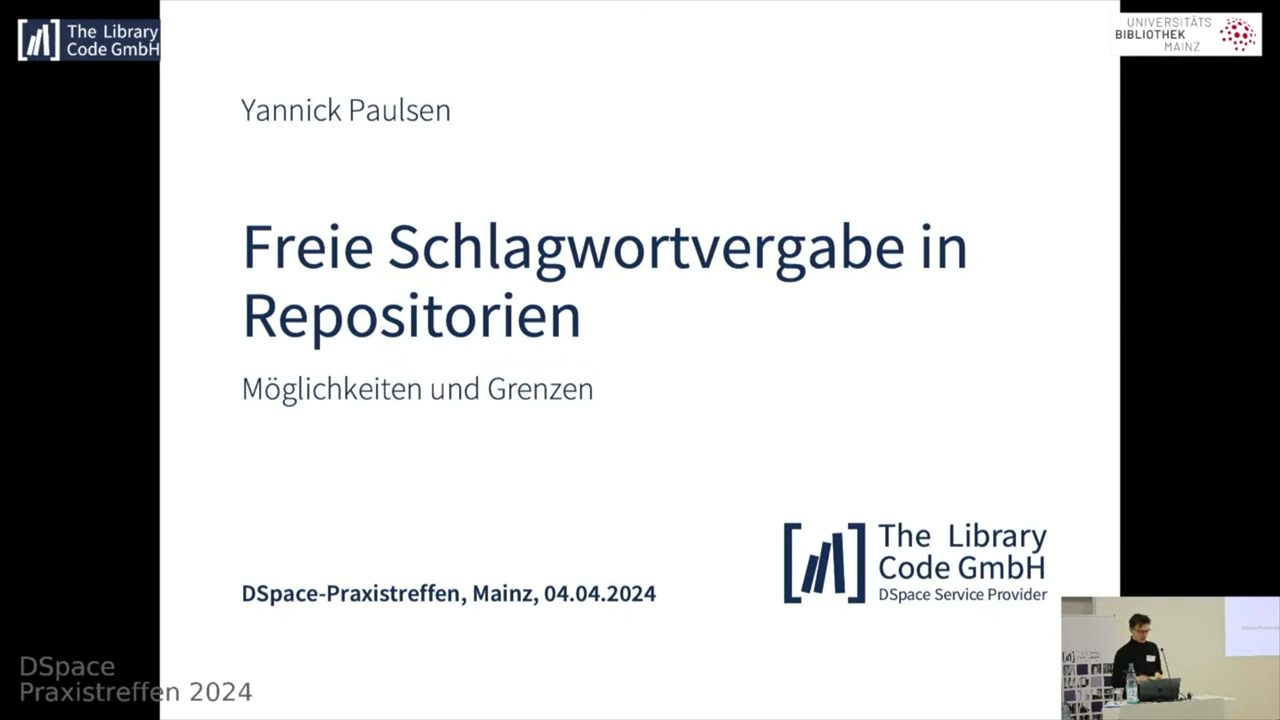 The Library
Code GmbH
UNIVERSITÄTS
BIBLIOTHEK
MAINZ
Yannick Paulsen
Freie Schlagwortvergabe in
Repositorien
Möglichkeiten und Grenzen
The Library
Code GmbH
DSpace Service Provider
DSpace-Praxistreffen, Mainz, 04.04.2024
DSpace
Praxistreffen 2024